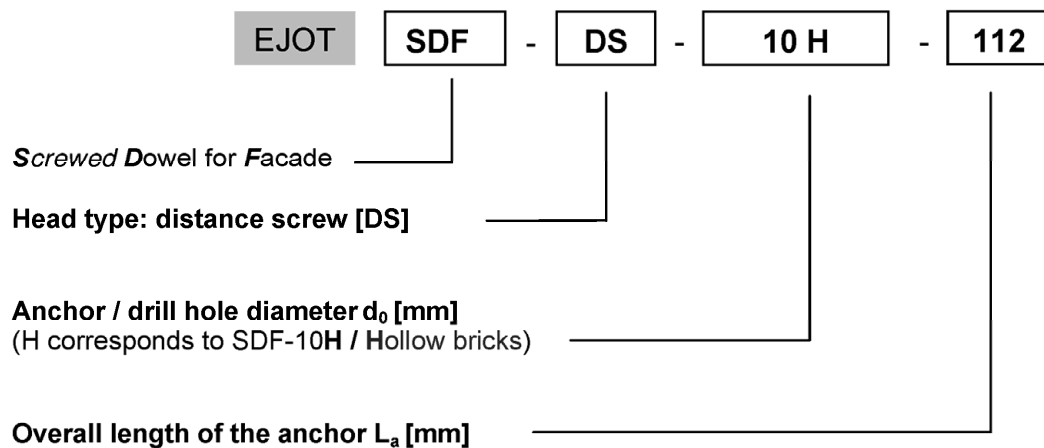 EJOT SDF - DS - 10 H - 112
Screwed Dowel for Facade
Head type: distance screw [DS]
Anchor / drill hole diameter d₀ [mm]
(H corresponds to SDF-10H / Hollow bricks)
Overall length of the anchor Lₐ [mm]